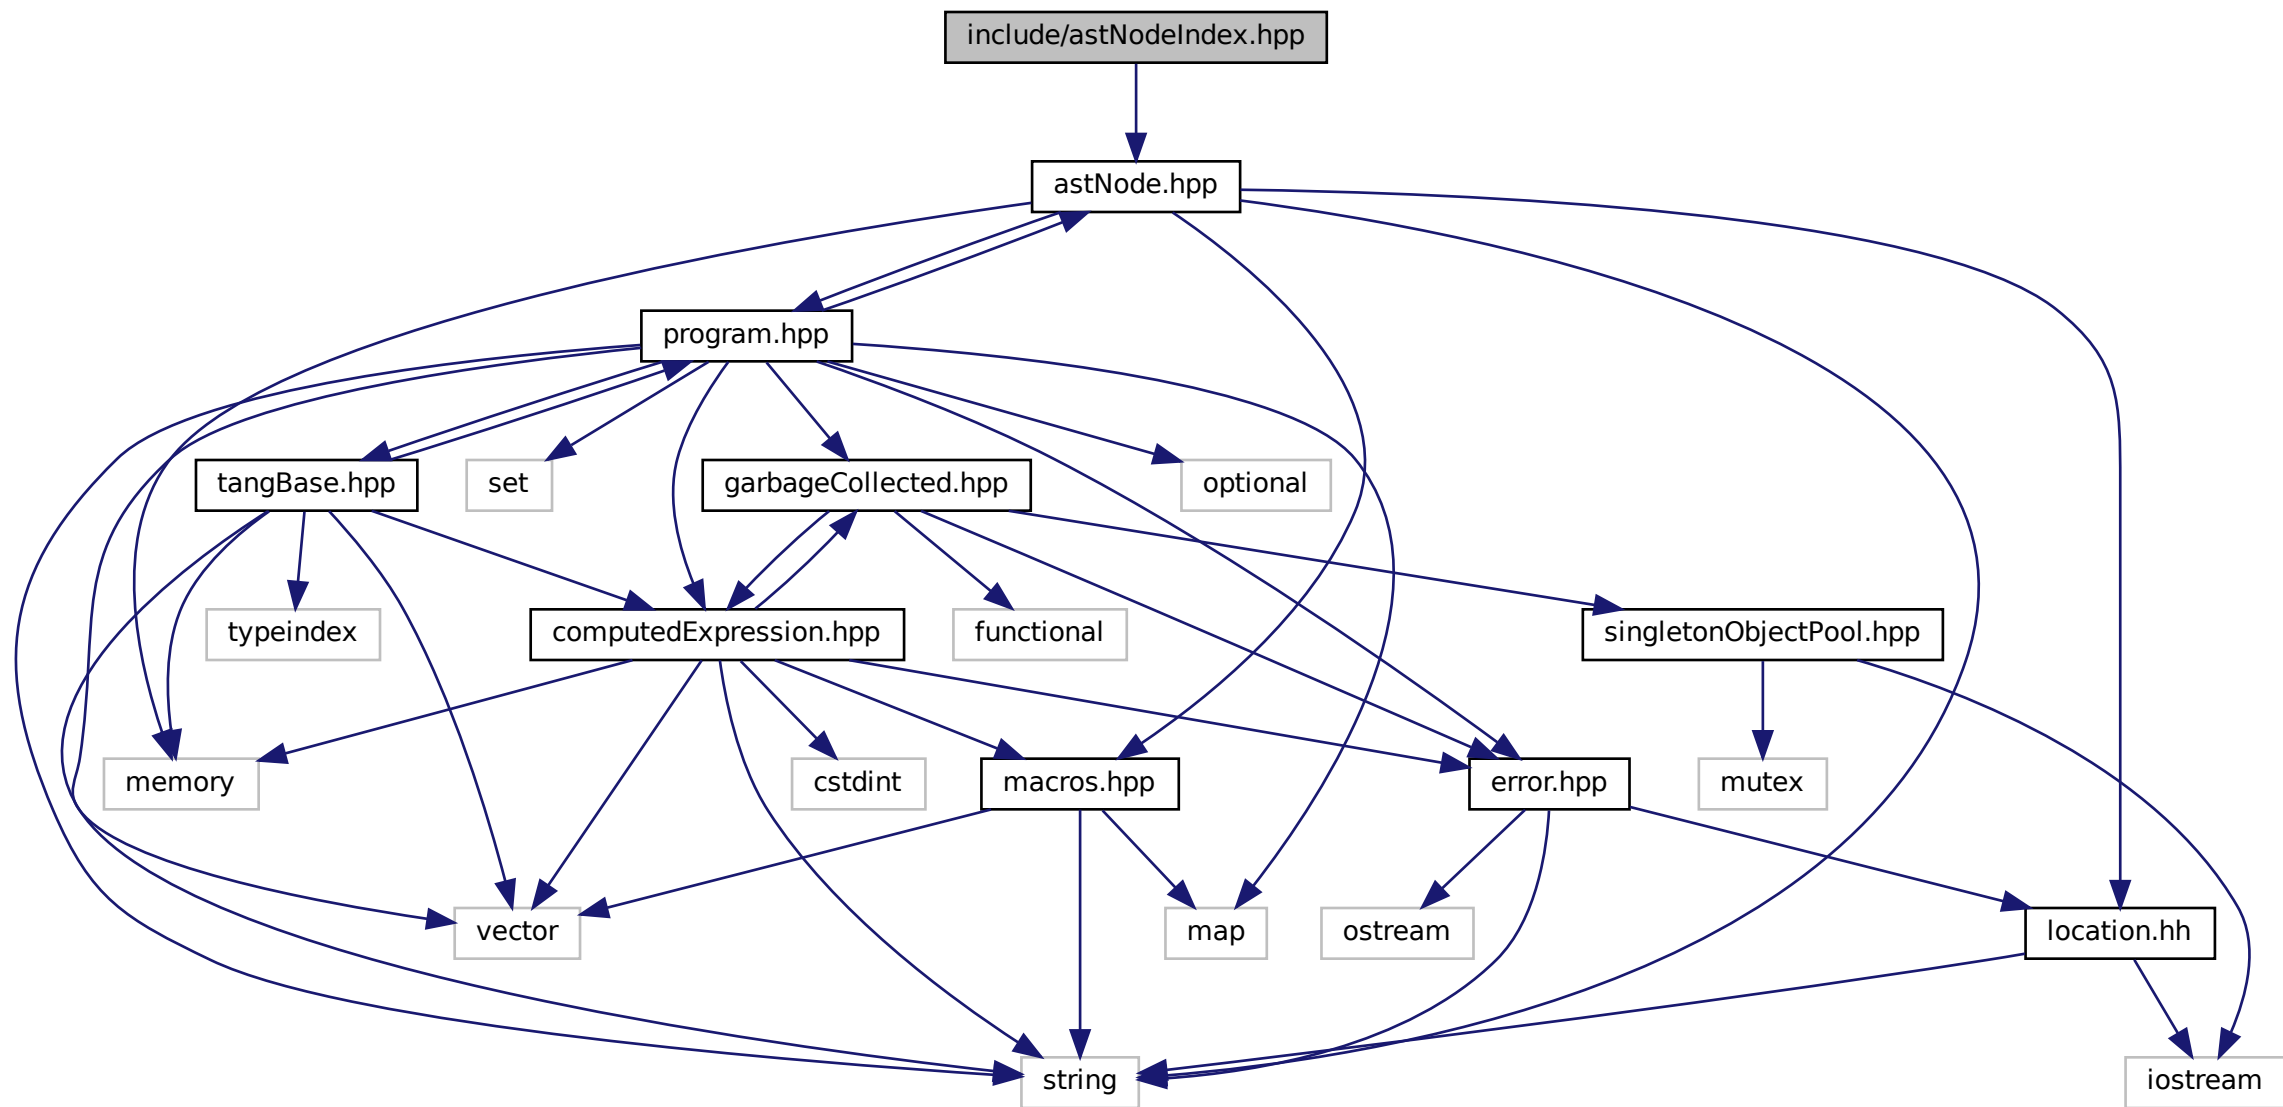 include/astNodeIndex.hpp
astNode.hpp
program.hpp
tangBase.hpp
set
garbageCollected.hpp
optional
typeindex
computedExpression.hpp
functional
singletonObjectPool.hpp
memory
cstdint
macros.hpp
error.hpp
mutex
vector
map
ostream
location.hh
string
iostream